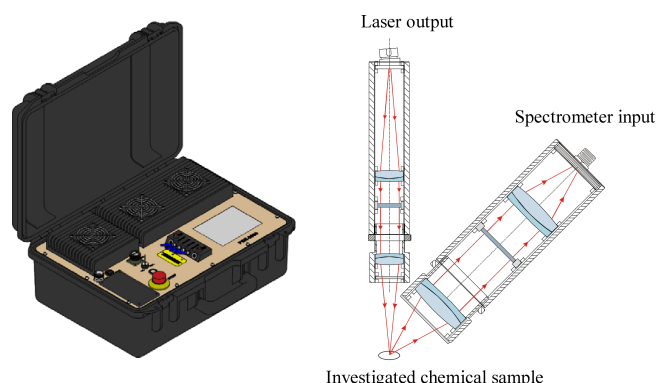 Laser output
Spectrometer input
Investigated chemical sample